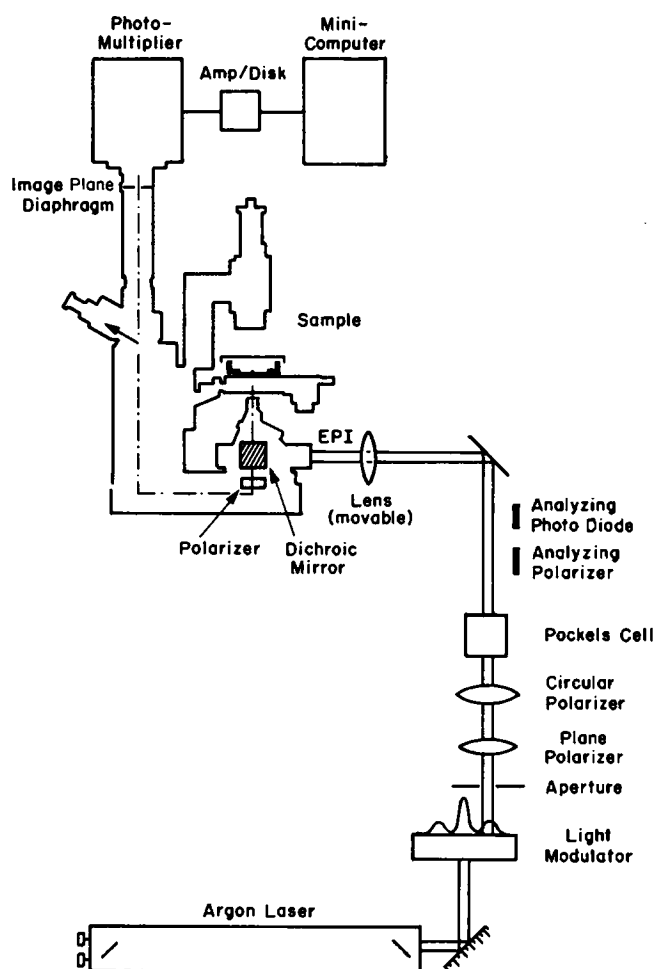 Photo-
Multiplier
Mini-
Computer
Amp/Disk
Image Plane
Diaphragm
Sample
EPI
Lens
(movable)
Analyzing
Photo Diode
Analyzing
Polarizer
Polarizer
Dichroic
Mirror
Pockels Cell
Circular
Polarizer
Plane
Polarizer
Aperture
Light
Modulator
Argon Laser